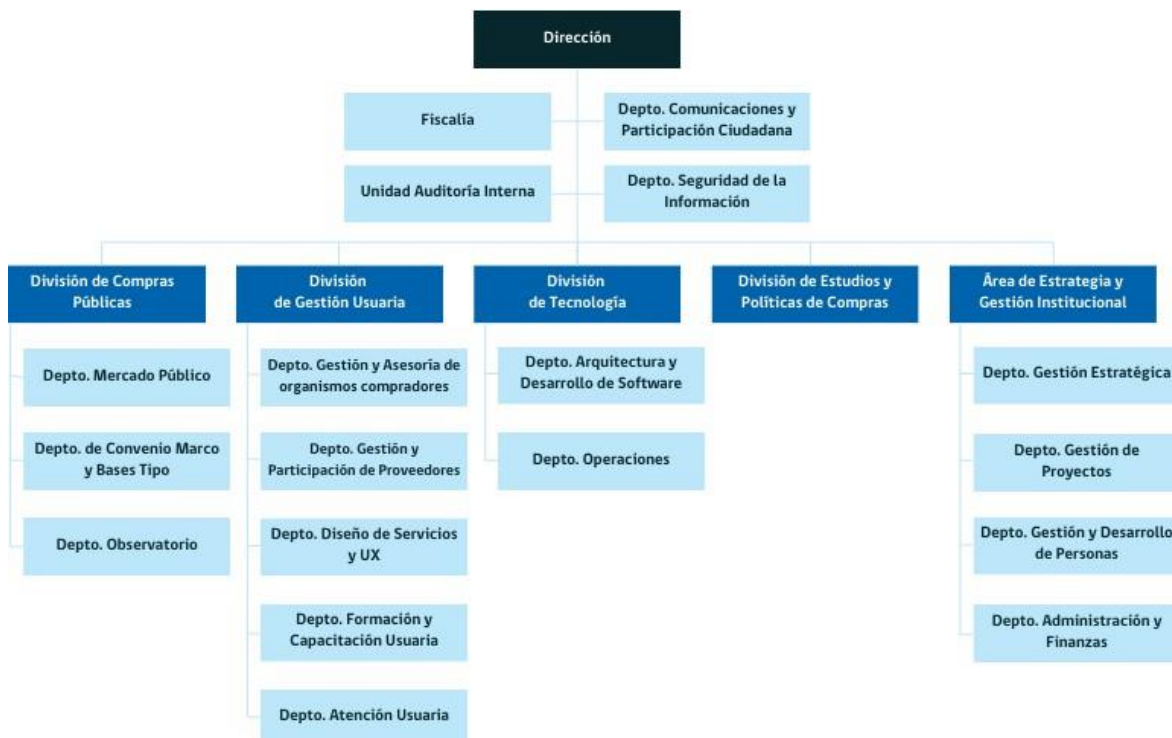 Dirección
Fiscalía
Depto. Comunicaciones y
Participación Ciudadana
Unidad Auditoría Interna
Depto. Seguridad de la
Información
División de Compras
Públicas
División
de Gestión Usuaria
División
de Tecnología
División de Estudios y
Políticas de Compras
Área de Estrategia y
Gestión Institucional
Depto. Mercado Público
Depto. de Convenio Marco
y Bases Tipo
Depto. Observatorio
Depto. Gestión y Asesoría de
organismos compradores
Depto. Gestión y
Participación de Proveedores
Depto. Diseño de Servicios
y UX
Depto. Formación y
Capacitación Usuaria
Depto. Atención Usuaria
Depto. Arquitectura y
Desarrollo de Software
Depto. Operaciones
Depto. Gestión Estratégica
Depto. Gestión de
Proyectos
Depto. Gestión y Desarrollo
de Personas
Depto. Administración y
Finanzas